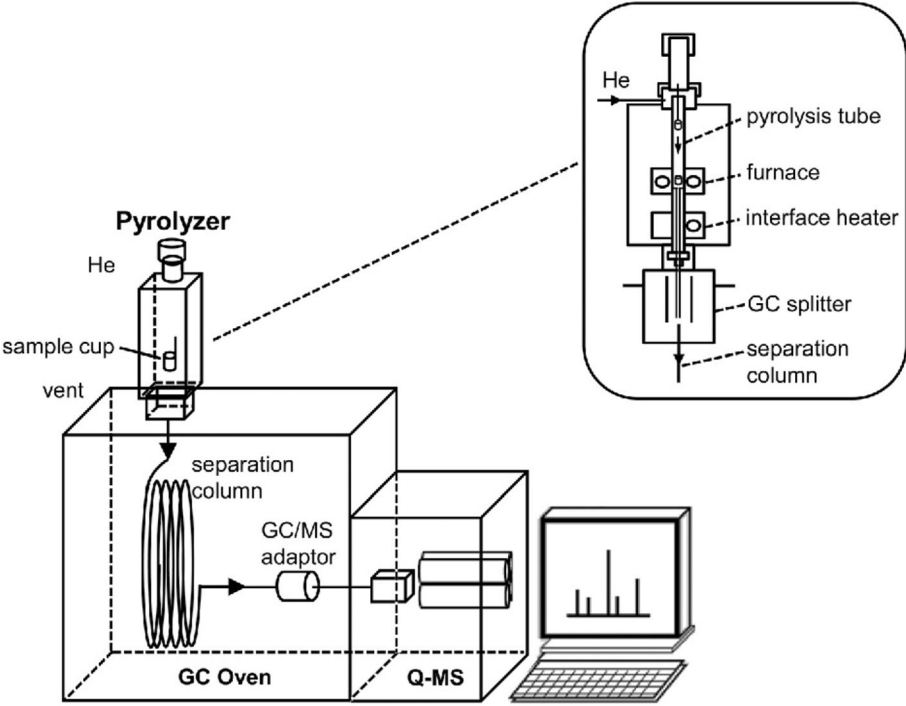 He
pyrolysis tube
furnace
interface heater
GC splitter
separation
column
Pyrolyzer
He
sample cup
vent
separation
column
GC/MS
adaptor
GC Oven
Q-MS